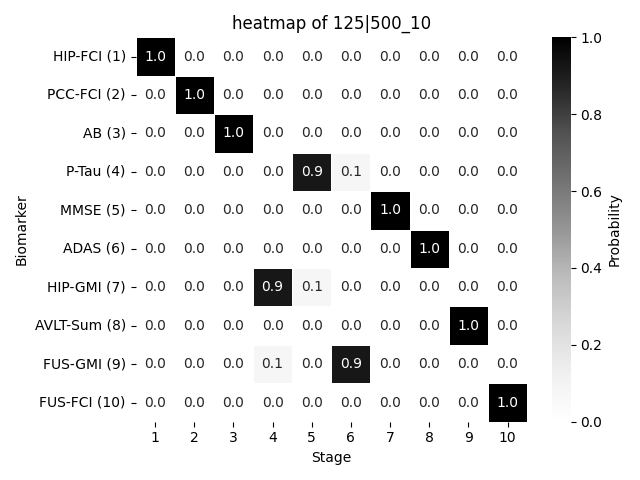 heatmap of 125|500_10
HIP-FCI (1) 1.0 0.0 0.0 0.0 0.0 0.0 0.0 0.0 0.0 0.0
PCC-FCI (2) 0.0 1.0 0.0 0.0 0.0 0.0 0.0 0.0 0.0 0.0
AB (3) 0.0 0.0 1.0 0.0 0.0 0.0 0.0 0.0 0.0 0.0
P-Tau (4) 0.0 0.0 0.0 0.0 0.9 0.1 0.0 0.0 0.0 0.0
MMSE (5) 0.0 0.0 0.0 0.0 0.0 0.0 1.0 0.0 0.0 0.0
ADAS (6) 0.0 0.0 0.0 0.0 0.0 0.0 0.0 1.0 0.0 0.0
HIP-GMI (7) 0.0 0.0 0.0 0.9 0.1 0.0 0.0 0.0 0.0 0.0
AVLT-Sum (8) 0.0 0.0 0.0 0.0 0.0 0.0 0.0 0.0 1.0 0.0
FUS-GMI (9) 0.0 0.0 0.0 0.1 0.0 0.9 0.0 0.0 0.0 0.0
FUS-FCI (10) 0.0 0.0 0.0 0.0 0.0 0.0 0.0 0.0 0.0 1.0
1 2 3 4 5 6 7 8 9 10
Stage
Biomarker
1.0
0.8
0.6
0.4
0.2
0.0
Probability